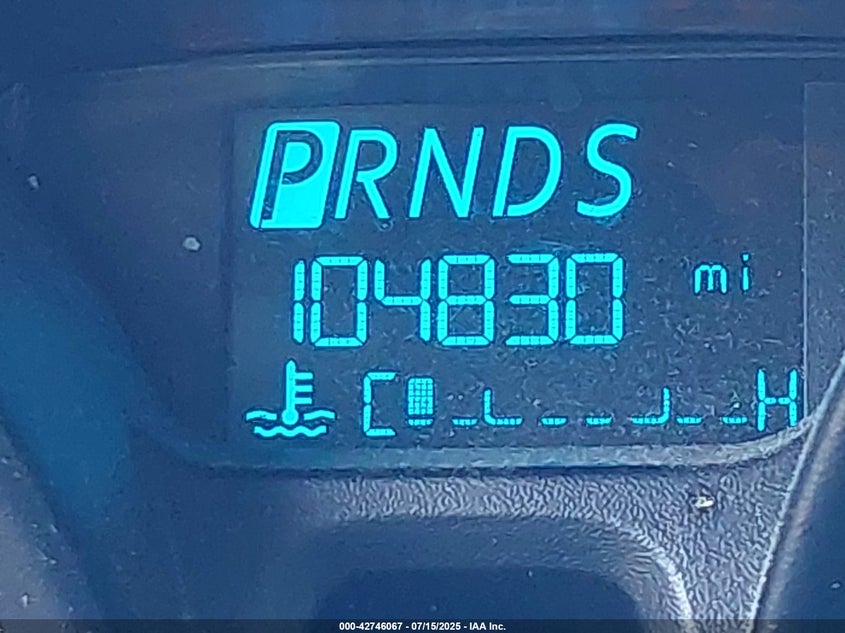 PRNDS
104830 mi
C H
000-42746067 - 07/15/2025 - IAA Inc.